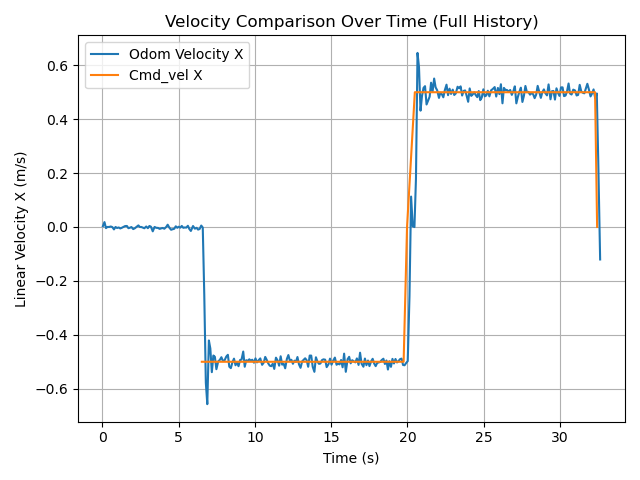 Velocity Comparison Over Time (Full History)
Odom Velocity X
Cmd_vel X
Linear Velocity X (m/s)
0.6
0.4
0.2
0.0
−0.2
−0.4
−0.6
0 5 10 15 20 25 30
Time (s)